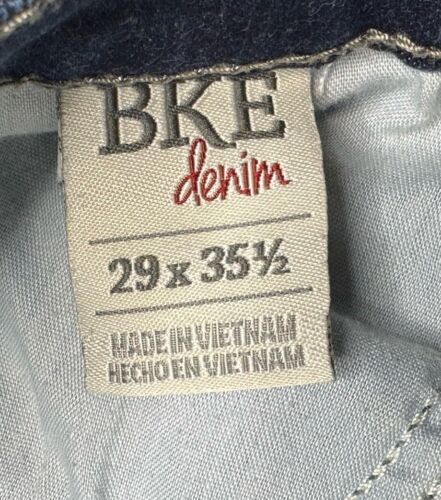 BKE
denim
29 x 35½
MADE IN VIETNAM
HECHO EN VIETNAM